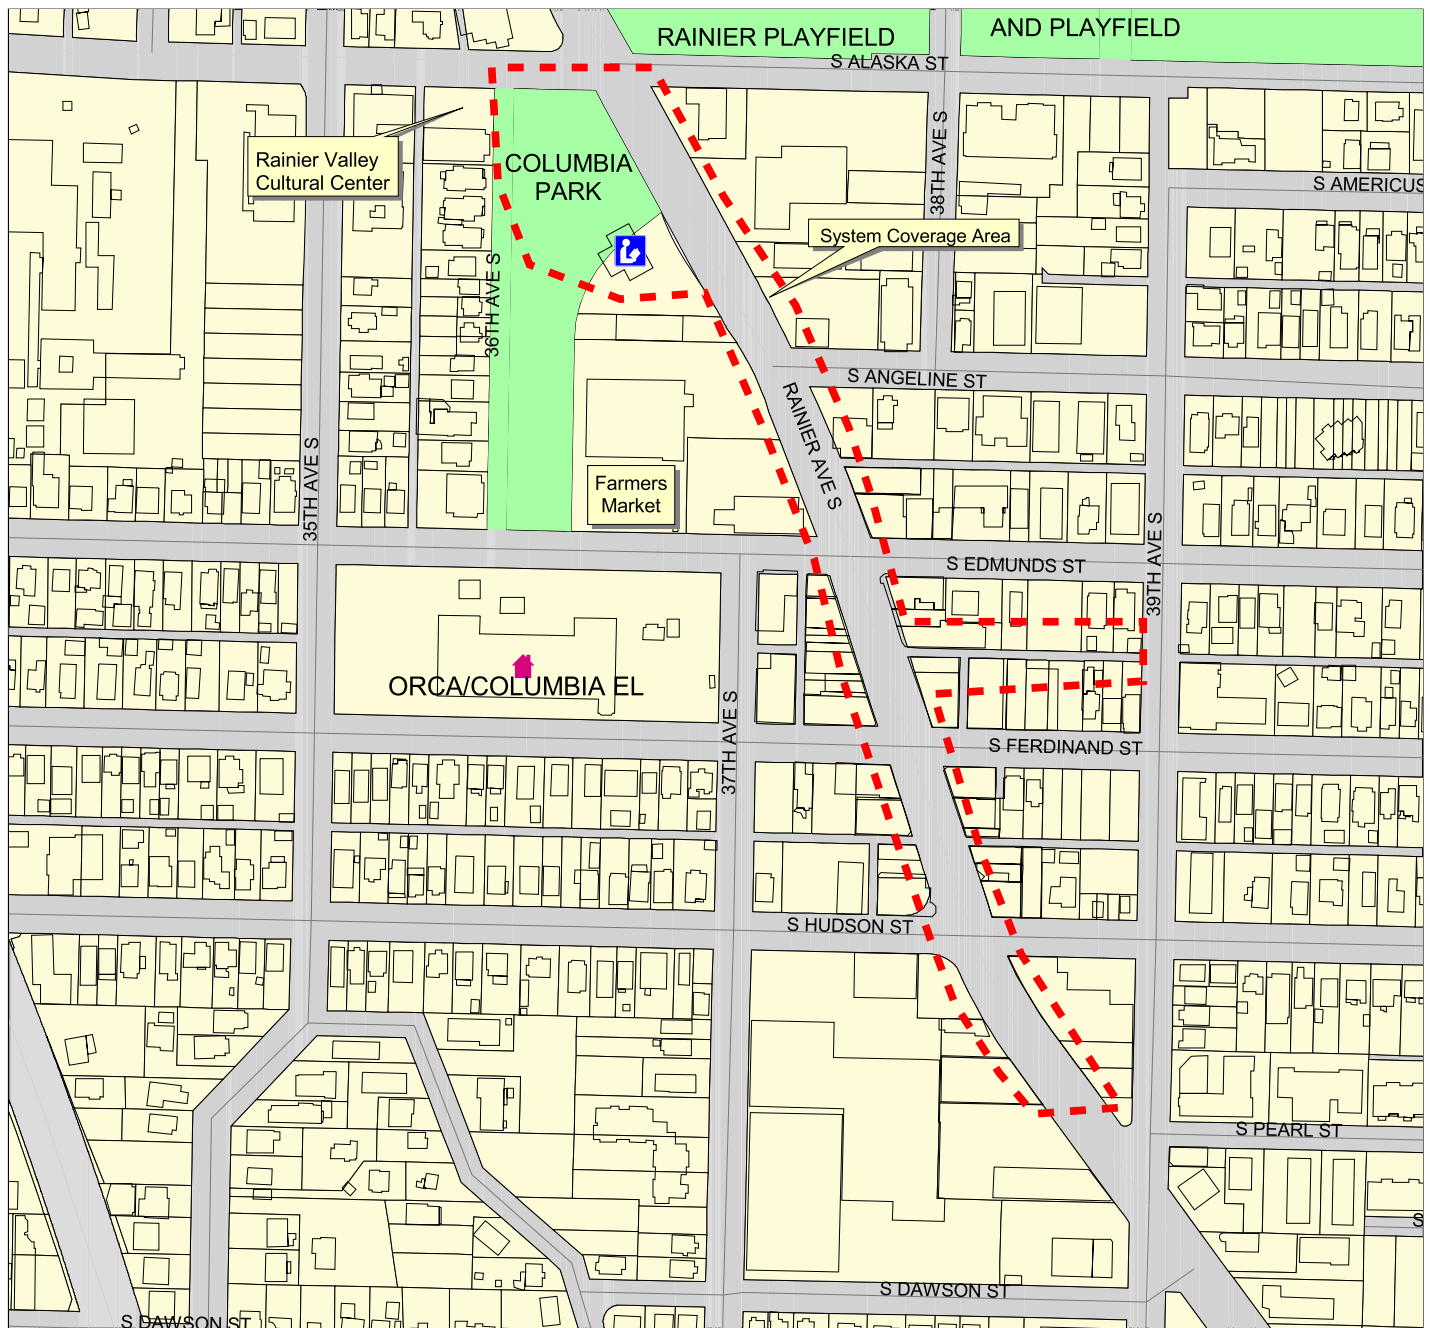 AND PLAYFIELD
RAINIER PLAYFIELD
S ALASKA ST
Rainier Valley
Cultural Center
COLUMBIA
PARK
38TH AVE S
S AMERICUS
System Coverage Area
36TH AVE S
S ANGELINE ST
RAINIER AVE S
35TH AVE S
Farmers
Market
39TH AVE S
S EDMUNDS ST
ORCA/COLUMBIA EL
37TH AVE S
S FERDINAND ST
S HUDSON ST
S PEARL ST
S
S DAWSON ST
S DAWSON ST